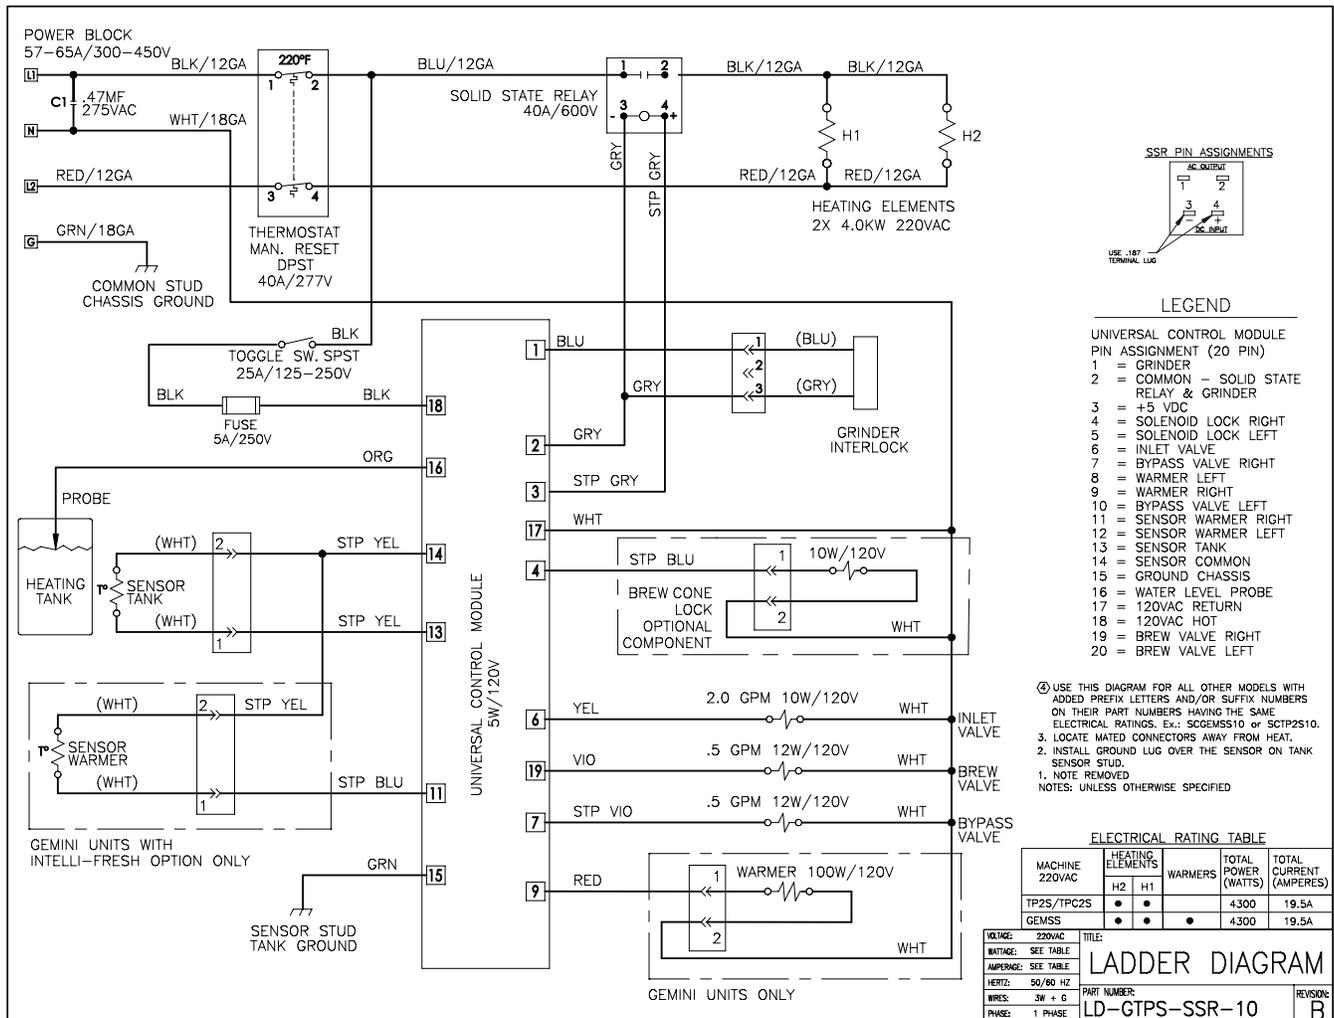 POWER BLOCK
57-65A/300-450V
L1
BLK/12GA
220°F
1
2
BLU/12GA
1
2
BLK/12GA
BLK/12GA
C1
.47MF
275VAC
SOLID STATE RELAY
40A/600V
3
4
-
+
H1
H2
N
WHT/18GA
GRY
STP GRY
L2
RED/12GA
3
4
RED/12GA
RED/12GA
G
GRN/18GA
THERMOSTAT
MAN. RESET
DPST
40A/277V
HEATING ELEMENTS
2X 4.0KW 220VAC
COMMON STUD
CHASSIS GROUND
SSR PIN ASSIGNMENTS
AC OUTPUT
1
2
3
4
-
+
DC INPUT
USE .187
TERMINAL LUG
BLK
TOGGLE SW. SPST
25A/125-250V
BLK
BLK
FUSE
5A/250V
18
ORG
16
PROBE
HEATING
TANK
(WHT)
2
STP YEL
14
T°
SENSOR
TANK
(WHT)
1
STP YEL
13
(WHT)
2
STP YEL
T°
SENSOR
WARMER
(WHT)
1
STP BLU
11
GEMINI UNITS WITH
INTELLI-FRESH OPTION ONLY
GRN
15
SENSOR STUD
TANK GROUND
UNIVERSAL CONTROL MODULE
5W/120V
1
BLU
1
(BLU)
2
GRY
3
(GRY)
GRINDER
INTERLOCK
2
GRY
3
STP GRY
17
WHT
4
STP BLU
1
10W/120V
BREW CONE
LOCK
OPTIONAL
COMPONENT
2
WHT
6
YEL
2.0 GPM 10W/120V
WHT
INLET
VALVE
19
VIO
.5 GPM 12W/120V
WHT
BREW
VALVE
7
STP VIO
.5 GPM 12W/120V
WHT
BYPASS
VALVE
9
RED
1
WARMER 100W/120V
2
WHT
GEMINI UNITS ONLY
LEGEND
UNIVERSAL CONTROL MODULE
PIN ASSIGNMENT (20 PIN)
1 = GRINDER
2 = COMMON - SOLID STATE
RELAY & GRINDER
3 = +5 VDC
4 = SOLENOID LOCK RIGHT
5 = SOLENOID LOCK LEFT
6 = INLET VALVE
7 = BYPASS VALVE RIGHT
8 = WARMER LEFT
9 = WARMER RIGHT
10 = BYPASS VALVE LEFT
11 = SENSOR WARMER RIGHT
12 = SENSOR WARMER LEFT
13 = SENSOR TANK
14 = SENSOR COMMON
15 = GROUND CHASSIS
16 = WATER LEVEL PROBE
17 = 120VAC RETURN
18 = 120VAC HOT
19 = BREW VALVE RIGHT
20 = BREW VALVE LEFT
4 USE THIS DIAGRAM FOR ALL OTHER MODELS WITH
ADDED PREFIX LETTERS AND/OR SUFFIX NUMBERS
ON THEIR PART NUMBERS HAVING THE SAME
ELECTRICAL RATINGS. Ex.: SCGEMSS10 or SCTP2S10.
3. LOCATE MATED CONNECTORS AWAY FROM HEAT.
2. INSTALL GROUND LUG OVER THE SENSOR ON TANK
SENSOR STUD.
1. NOTE REMOVED
NOTES: UNLESS OTHERWISE SPECIFIED
ELECTRICAL RATING TABLE
MACHINE
220VAC
HEATING
ELEMENTS
H2
H1
WARMERS
TOTAL
POWER
(WATTS)
TOTAL
CURRENT
(AMPERES)
TP2S/TPC2S ● ● 4300 19.5A
GEMSS ● ● ● 4300 19.5A
VOLTAGE: 220VAC
WATTAGE: SEE TABLE
AMPERAGE: SEE TABLE
HERTZ: 50/60 HZ
WIRES: 3W + G
PHASE: 1 PHASE
TITLE:
LADDER DIAGRAM
PART NUMBER:
LD-GTPS-SSR-10
REVISION:
B